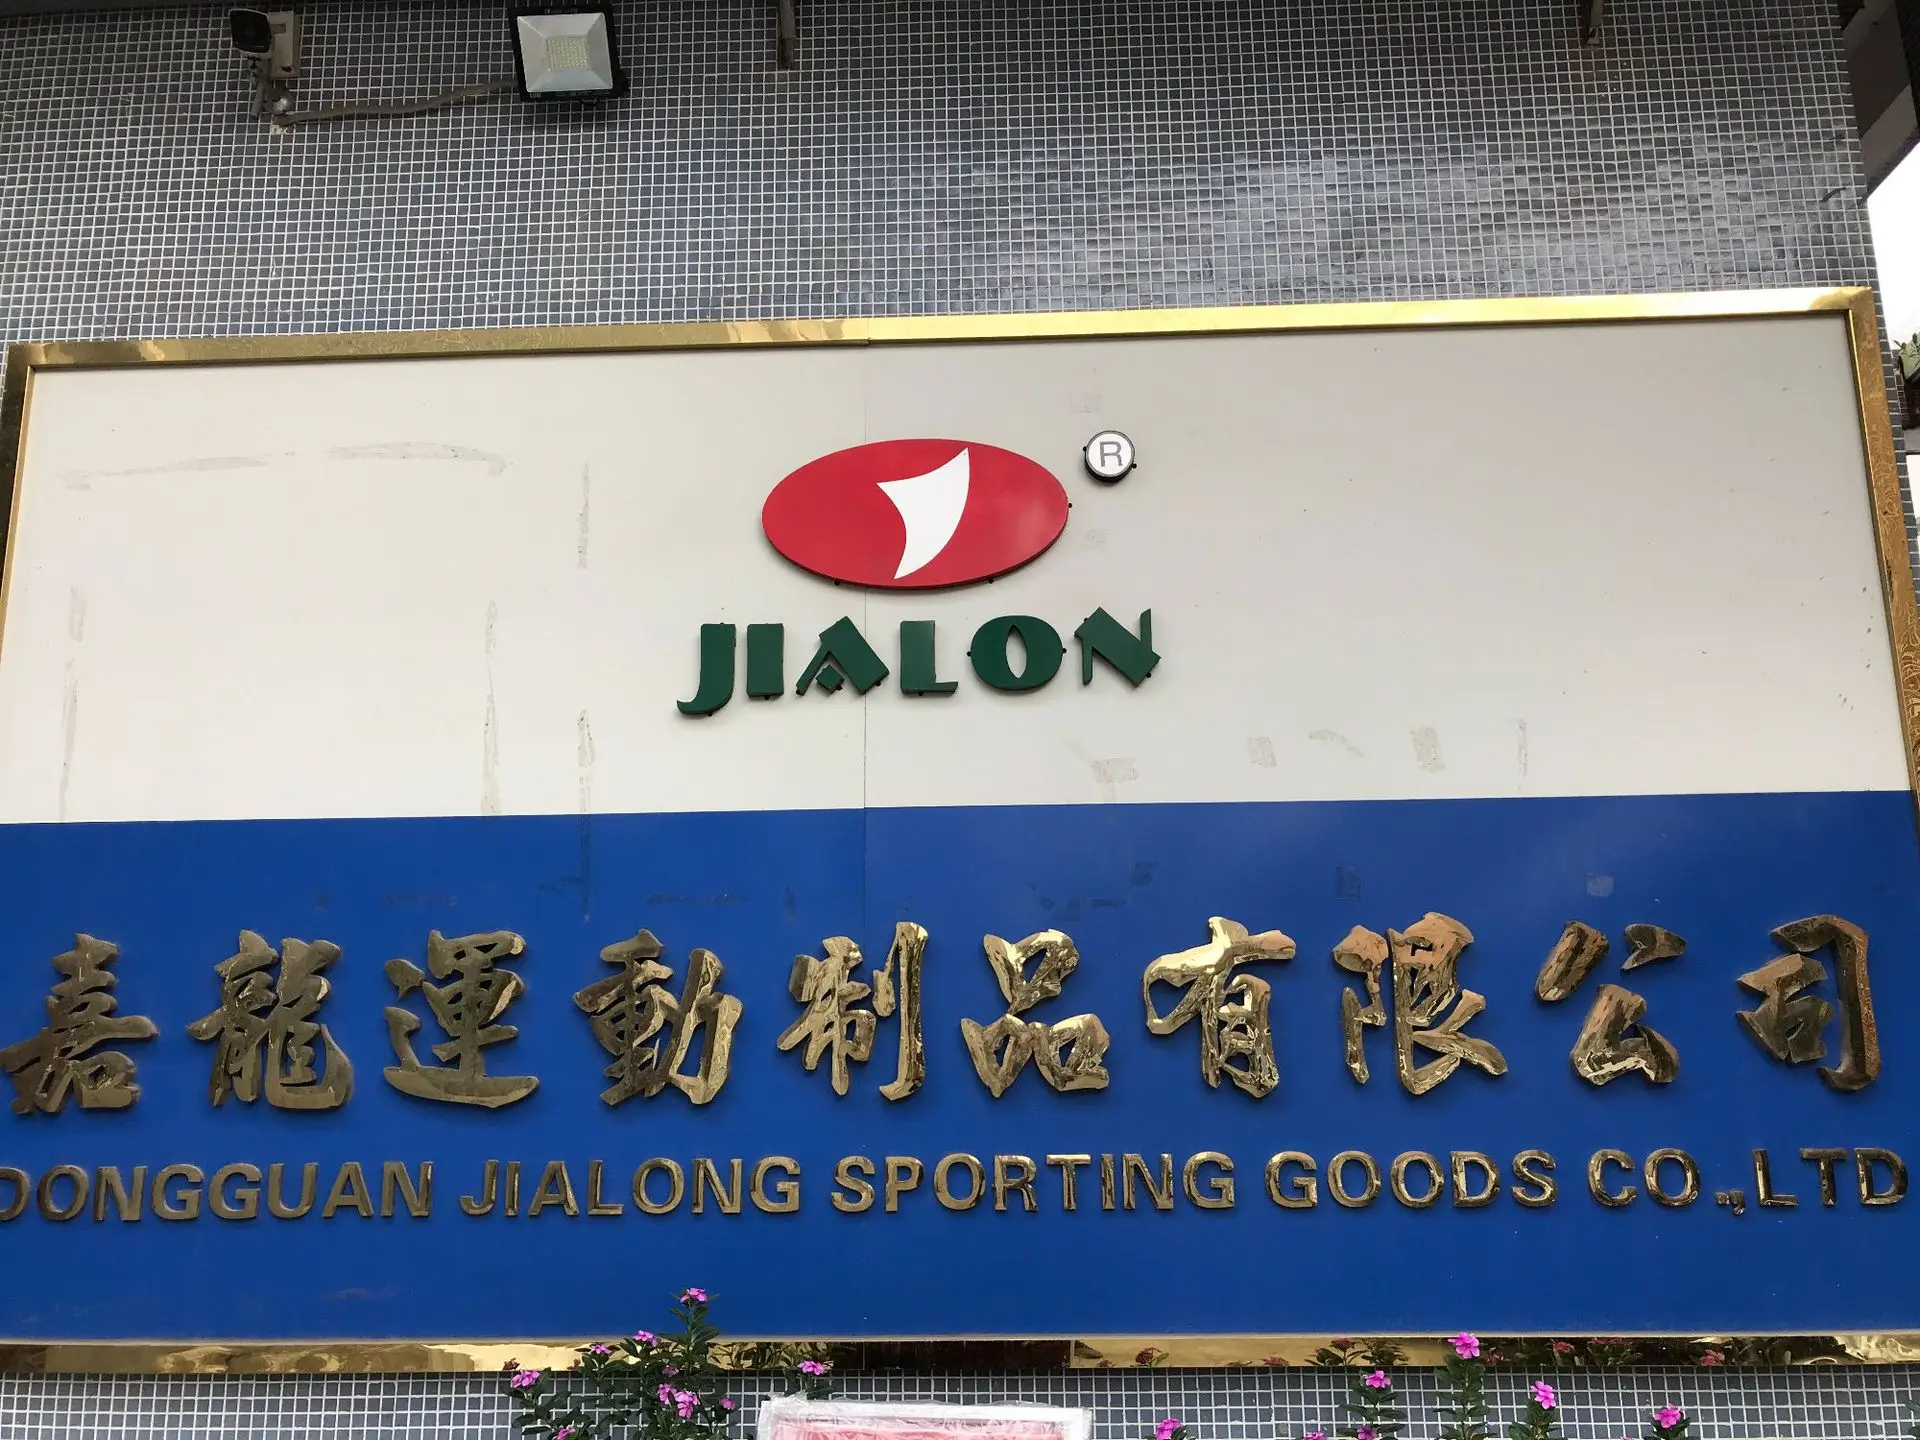 ®
JIALON
嘉龍運動制品有限公司
DONGGUAN JIALONG SPORTING GOODS CO.,LTD